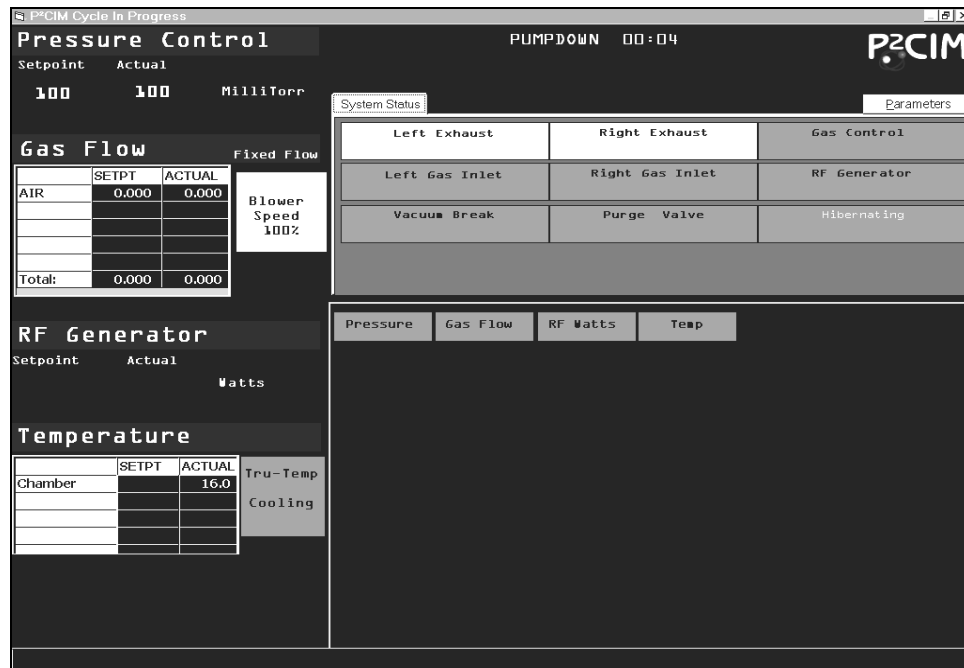 P²CIM Cycle In Progress
Pressure Control
PUMPDOWN 00:04
P2CIM
Setpoint Actual
100 100 MilliTorr
System Status
Parameters
Left Exhaust Right Exhaust Gas Control
Left Gas Inlet Right Gas Inlet RF Generator
Vacuum Break Purge Valve Hibernating
Gas Flow Fixed Flow
SETPT ACTUAL
AIR 0.000 0.000
Total: 0.000 0.000
Blower
Speed
100%
Pressure Gas Flow RF Watts Temp
RF Generator
Setpoint Actual
Watts
Temperature
SETPT ACTUAL
Chamber 16.0
Tru-Temp
Cooling